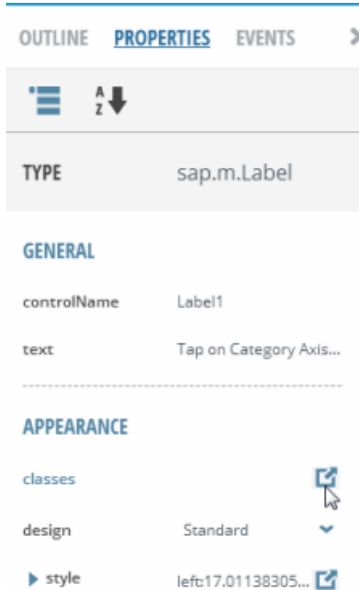 OUTLINE PROPERTIES EVENTS
A
Z
TYPE sap.m.Label
GENERAL
controlName Label1
text Tap on Category Axis...
APPEARANCE
classes
design Standard
style left:17.01138305...